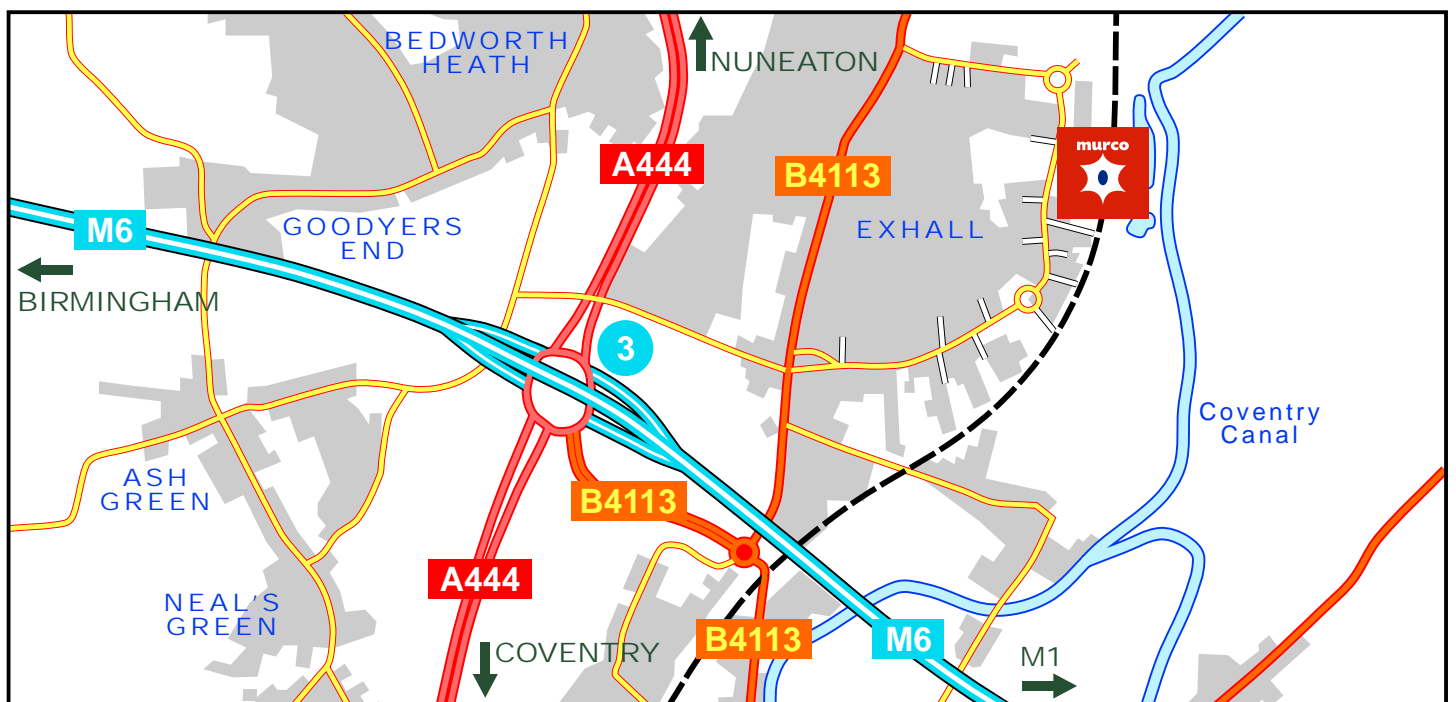 BEDWORTH
HEATH
NUNEATON
murco
A444
B4113
M6
GOODYERS
END
EXHALL
BIRMINGHAM
3
Coventry
Canal
ASH
GREEN
B4113
A444
NEAL'S
GREEN
COVENTRY
B4113
M6
M1